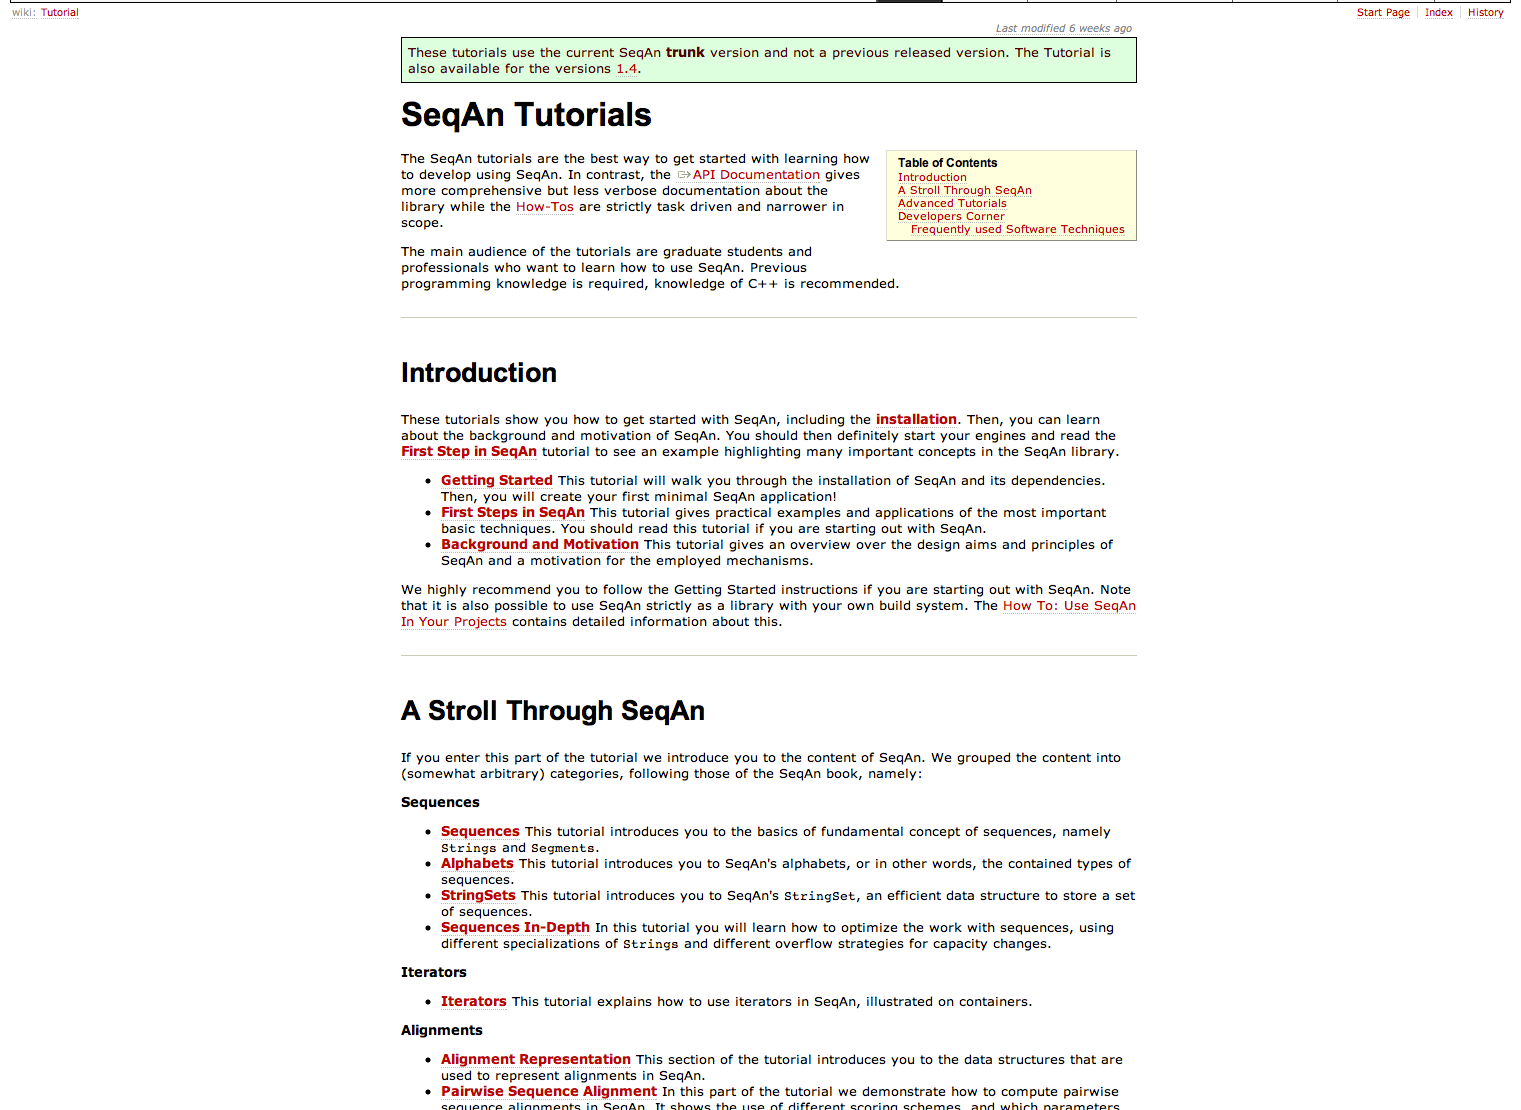 wiki: Tutorial
Start Page
Index
History
Last modified 6 weeks ago
These tutorials use the current SeqAn trunk version and not a previous released version. The Tutorial is
also available for the versions 1.4.
SeqAn Tutorials
The SeqAn tutorials are the best way to get started with learning how
to develop using SeqAn. In contrast, the API Documentation gives
more comprehensive but less verbose documentation about the
library while the How-Tos are strictly task driven and narrower in
scope.
Table of Contents
Introduction
A Stroll Through SeqAn
Advanced Tutorials
Developers Corner
Frequently used Software Techniques
The main audience of the tutorials are graduate students and
professionals who want to learn how to use SeqAn. Previous
programming knowledge is required, knowledge of C++ is recommended.
Introduction
These tutorials show you how to get started with SeqAn, including the installation. Then, you can learn
about the background and motivation of SeqAn. You should then definitely start your engines and read the
First Step in SeqAn tutorial to see an example highlighting many important concepts in the SeqAn library.
• Getting Started This tutorial will walk you through the installation of SeqAn and its dependencies.
Then, you will create your first minimal SeqAn application!
• First Steps in SeqAn This tutorial gives practical examples and applications of the most important
basic techniques. You should read this tutorial if you are starting out with SeqAn.
• Background and Motivation This tutorial gives an overview over the design aims and principles of
SeqAn and a motivation for the employed mechanisms.
We highly recommend you to follow the Getting Started instructions if you are starting out with SeqAn. Note
that it is also possible to use SeqAn strictly as a library with your own build system. The How To: Use SeqAn
In Your Projects contains detailed information about this.
A Stroll Through SeqAn
If you enter this part of the tutorial we introduce you to the content of SeqAn. We grouped the content into
(somewhat arbitrary) categories, following those of the SeqAn book, namely:
Sequences
• Sequences This tutorial introduces you to the basics of fundamental concept of sequences, namely
Strings and Segments.
• Alphabets This tutorial introduces you to SeqAn's alphabets, or in other words, the contained types of
sequences.
• StringSets This tutorial introduces you to SeqAn's StringSet, an efficient data structure to store a set
of sequences.
• Sequences In-Depth In this tutorial you will learn how to optimize the work with sequences, using
different specializations of Strings and different overflow strategies for capacity changes.
Iterators
• Iterators This tutorial explains how to use iterators in SeqAn, illustrated on containers.
Alignments
• Alignment Representation This section of the tutorial introduces you to the data structures that are
used to represent alignments in SeqAn.
• Pairwise Sequence Alignment In this part of the tutorial we demonstrate how to compute pairwise
sequence alignments in SeqAn. It shows the use of different scoring schemes, and which parameters